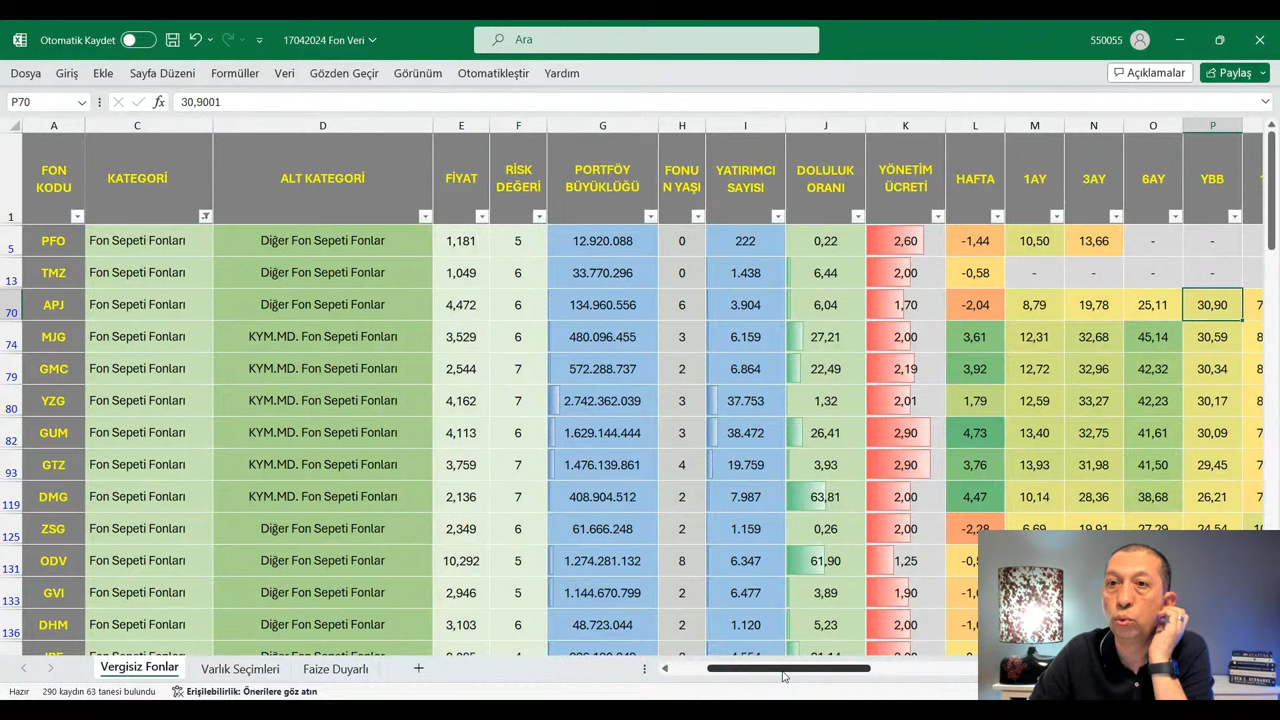 Otomatik Kaydet
17042024 Fon Veri
Ara
550055
Dosya Giriş Ekle Sayfa Düzeni Formüller Veri Gözden Geçir Görünüm Otomatikleştir Yardım
Açıklamalar Paylaş
P70 fx 30,9001
A C D E F G H I J K L M N O P
1 FON KODU KATEGORİ ALT KATEGORİ FİYAT RİSK DEĞERİ PORTFÖY BÜYÜKLÜĞÜ FONUN YAŞI YATIRIMCI SAYISI DOLULUK ORANI YÖNETİM ÜCRETİ HAFTA 1AY 3AY 6AY YBB
5 PFO Fon Sepeti Fonları Diğer Fon Sepeti Fonlar 1,181 5 12.920.088 0 222 0,22 2,60 -1,44 10,50 13,66 - -
13 TMZ Fon Sepeti Fonları Diğer Fon Sepeti Fonlar 1,049 6 33.770.296 0 1.438 6,44 2,00 -0,58 - - - -
70 APJ Fon Sepeti Fonları Diğer Fon Sepeti Fonlar 4,472 6 134.960.556 6 3.904 6,04 1,70 -2,04 8,79 19,78 25,11 30,90 7
74 MJG Fon Sepeti Fonları KYM.MD. Fon Sepeti Fonları 3,529 6 480.096.455 3 6.159 27,21 2,00 3,61 12,31 32,68 45,14 30,59 8
79 GMC Fon Sepeti Fonları KYM.MD. Fon Sepeti Fonları 2,544 7 572.288.737 2 6.864 22,49 2,19 3,92 12,72 32,96 42,32 30,34 8
80 YZG Fon Sepeti Fonları KYM.MD. Fon Sepeti Fonları 4,162 7 2.742.362.039 3 37.753 1,32 2,01 1,79 12,59 33,27 42,23 30,17
82 GUM Fon Sepeti Fonları KYM.MD. Fon Sepeti Fonları 4,113 6 1.629.144.444 3 38.472 26,41 2,90 4,73 13,40 32,75 41,61 30,09
93 GTZ Fon Sepeti Fonları KYM.MD. Fon Sepeti Fonları 3,759 7 1.476.139.861 4 19.759 3,93 2,90 3,76 13,93 31,98 41,50 29,45
119 DMG Fon Sepeti Fonları KYM.MD. Fon Sepeti Fonları 2,136 7 408.904.512 2 7.987 63,81 2,00 4,47 10,14 28,36 38,68 26,21
125 ZSG Fon Sepeti Fonları Diğer Fon Sepeti Fonlar 2,349 6 61.666.248 2 1.159 0,26 2,00 -2,28 6,69 19,91 27,29 24,54
131 ODV Fon Sepeti Fonları Diğer Fon Sepeti Fonlar 10,292 5 1.274.281.132 8 6.347 61,90 1,25
133 GVI Fon Sepeti Fonları Diğer Fon Sepeti Fonlar 2,946 5 1.144.670.799 2 6.477 3,89 1,90
136 DHM Fon Sepeti Fonları Diğer Fon Sepeti Fonlar 3,103 6 48.723.044 2 1.120 5,23 2,00
Vergisiz Fonlar Varlık Seçimleri Faize Duyarlı
Hazır 290 kaydın 63 tanesi bulundu Erişilebilirlik: Önerilere göz atın